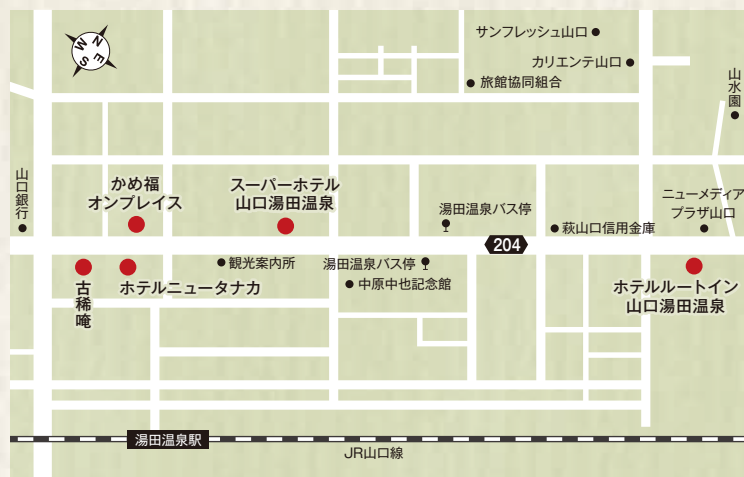 N
E
S
W
サンフレッシュ山口
カリエンテ山口
旅館協同組合
山水園
山口銀行
かめ福
オンプレイス
スーパーホテル
山口湯田温泉
湯田温泉バス停
ニューメディア
プラザ山口
萩山口信用金庫
204
観光案内所
湯田温泉バス停
中原中也記念館
古稀庵
ホテルニュータナカ
ホテルルートイン
山口湯田温泉
湯田温泉駅
JR山口線